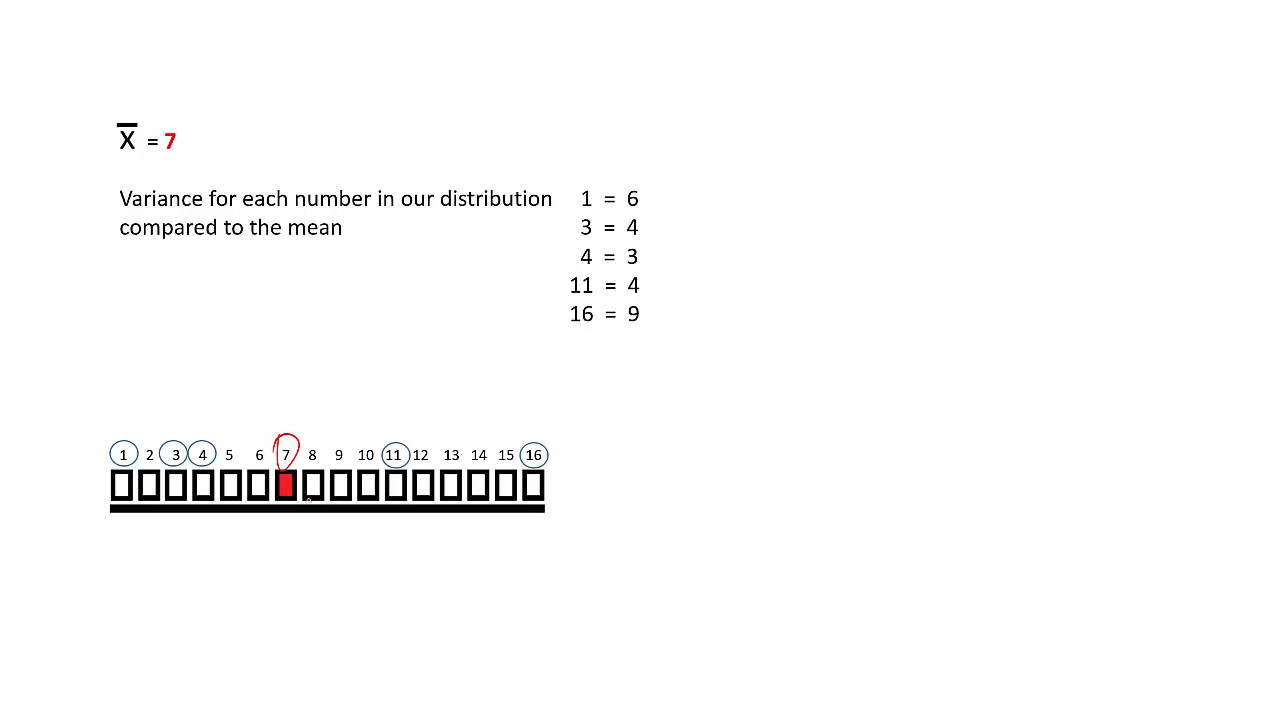 X̄ = 7
Variance for each number in our distribution 1 = 6
compared to the mean 3 = 4
4 = 3
11 = 4
16 = 9
1 2 3 4 5 6 7 8 9 10 11 12 13 14 15 16